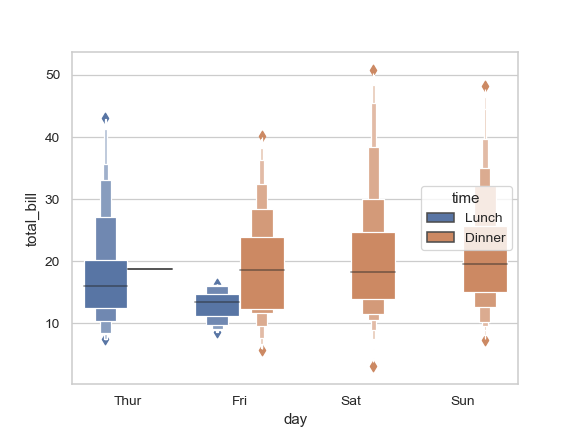 50
40
30
20
10
total_bill
time
Lunch
Dinner
Thur Fri Sat Sun
day